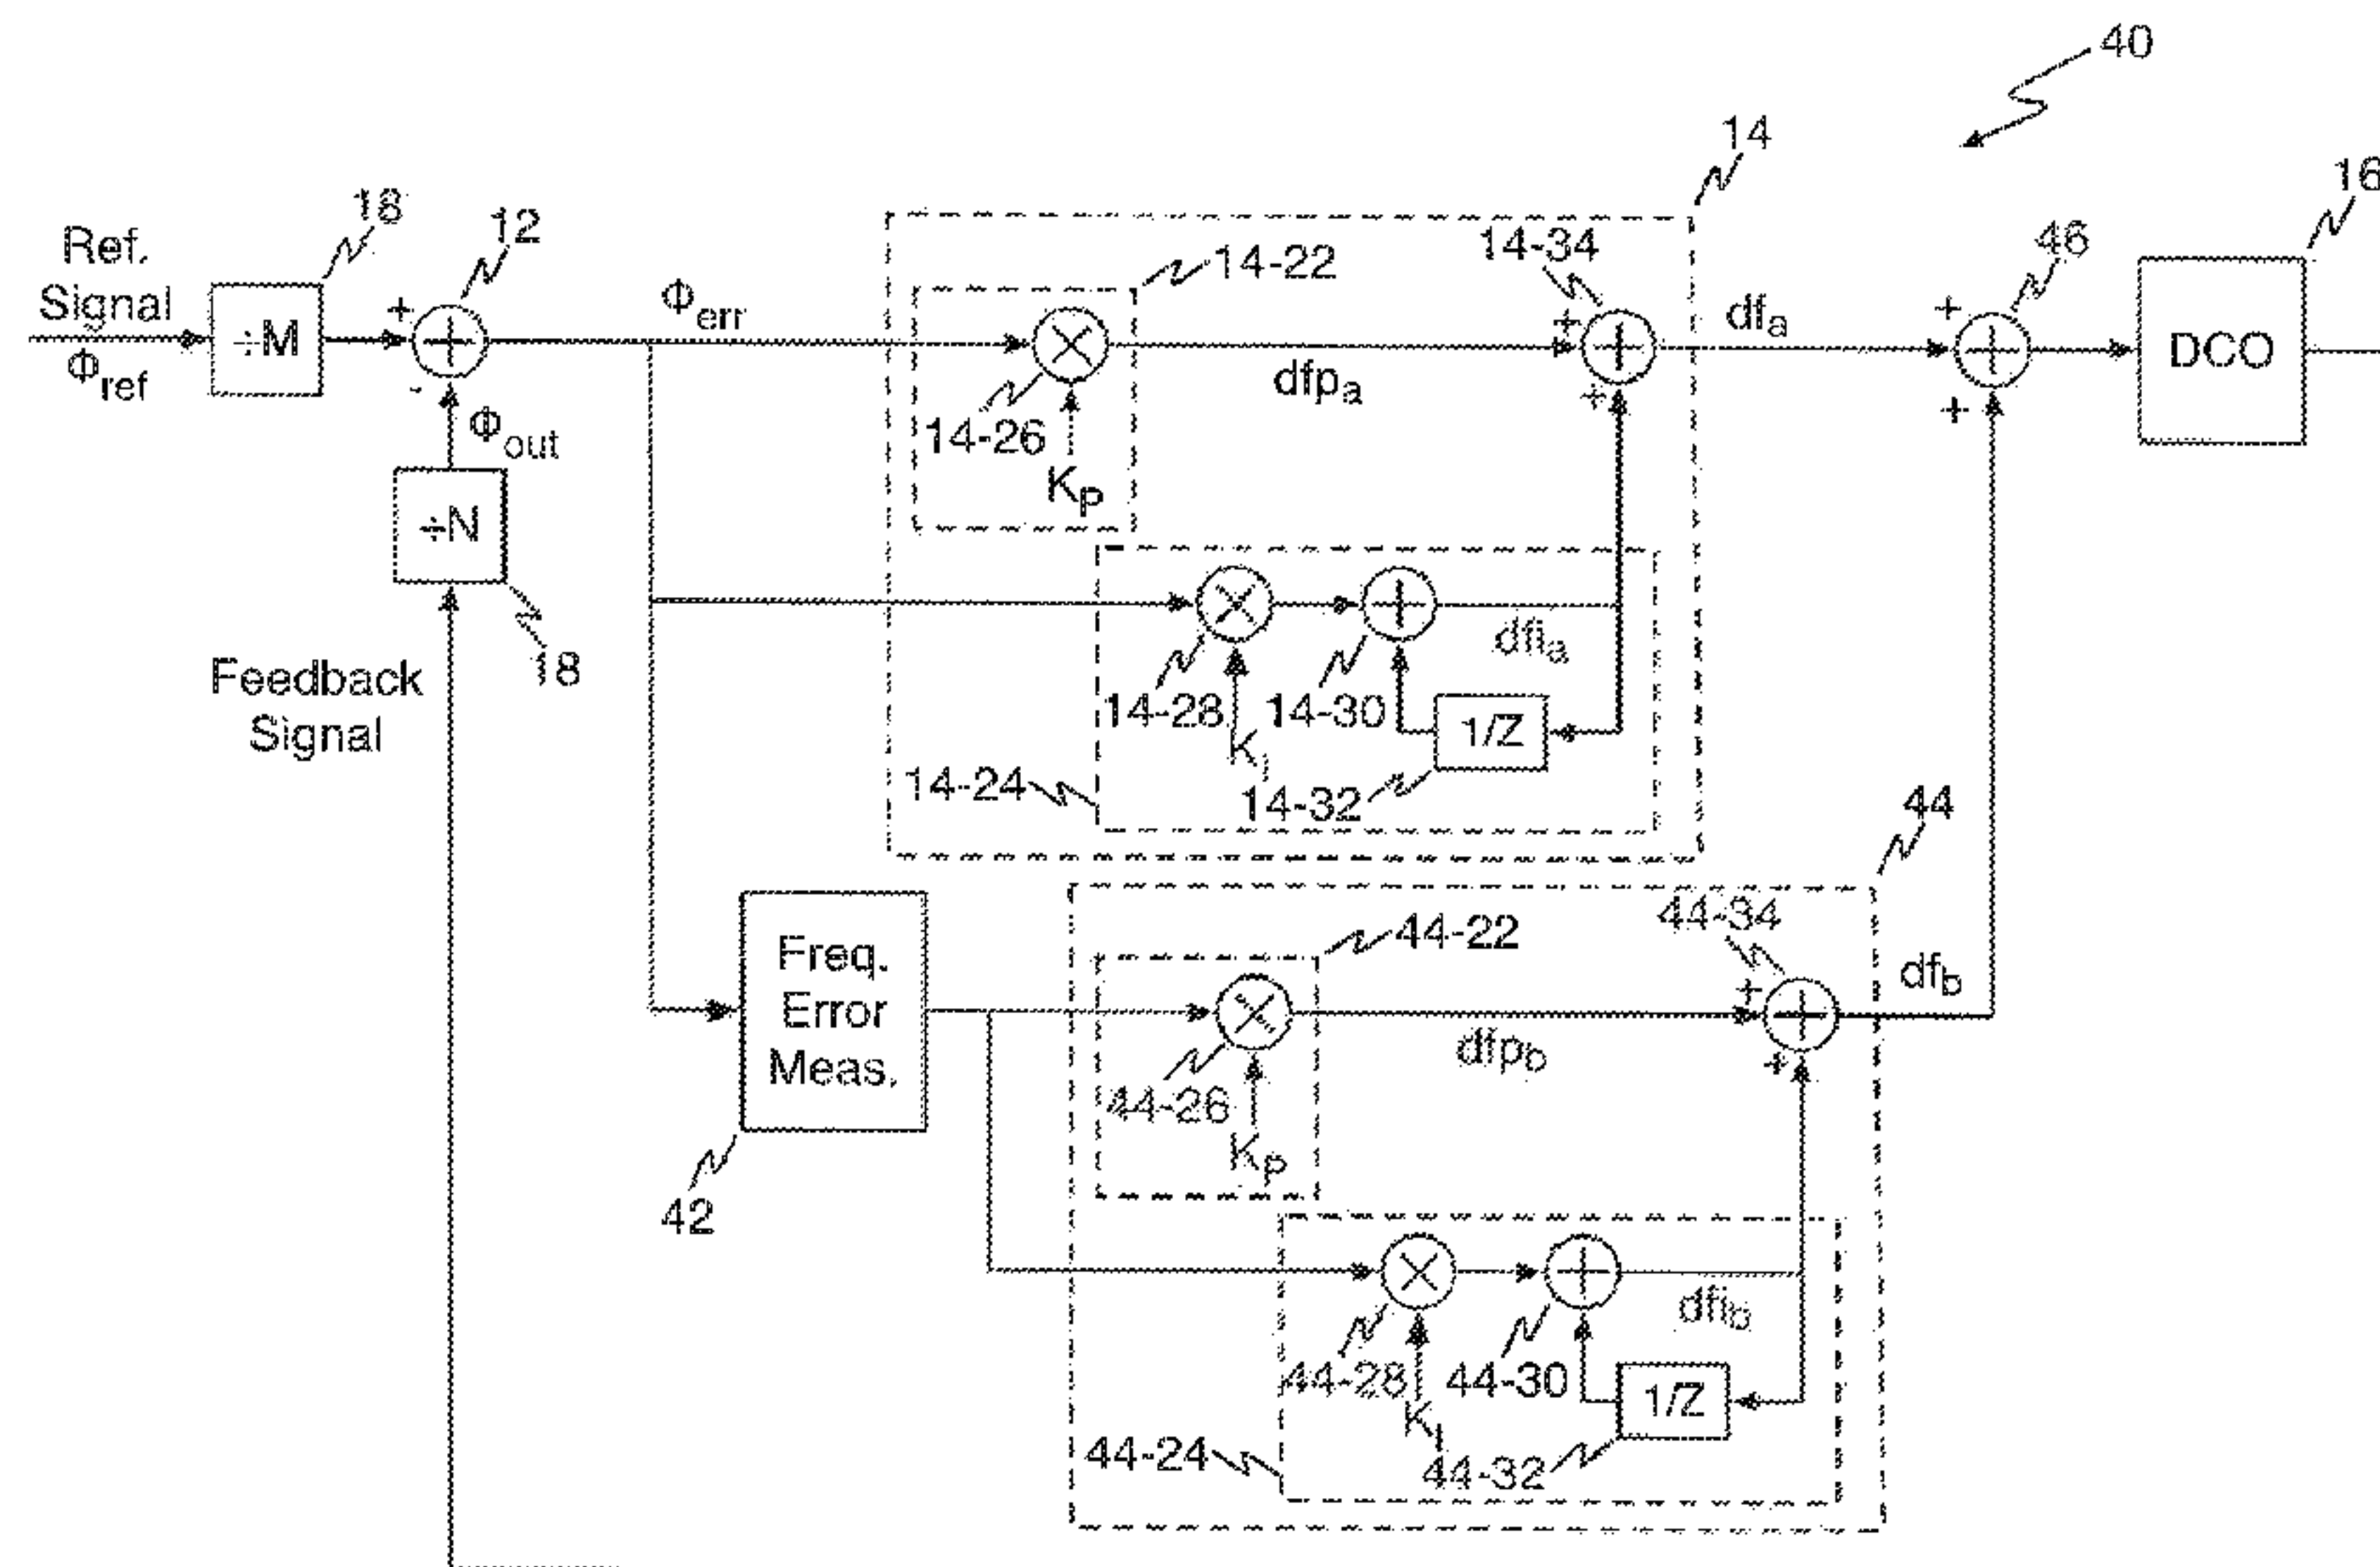 40
14
16
18
12
Ref.
Signal
Φref
÷M
+
-
Φerr
14-22
14-34
46
Φout
14-26
Kp
dfpa
+
+
dfa
+
+
DCO
÷N
18
Feedback
Signal
14-28
KI
14-30
dfia
1/Z
14-24
14-32
44
Freq.
Error
Meas.
42
44-22
44-34
44-26
Kp
dfpb
+
+
dfb
44-28
KI
44-30
dfib
1/Z
44-24
44-32